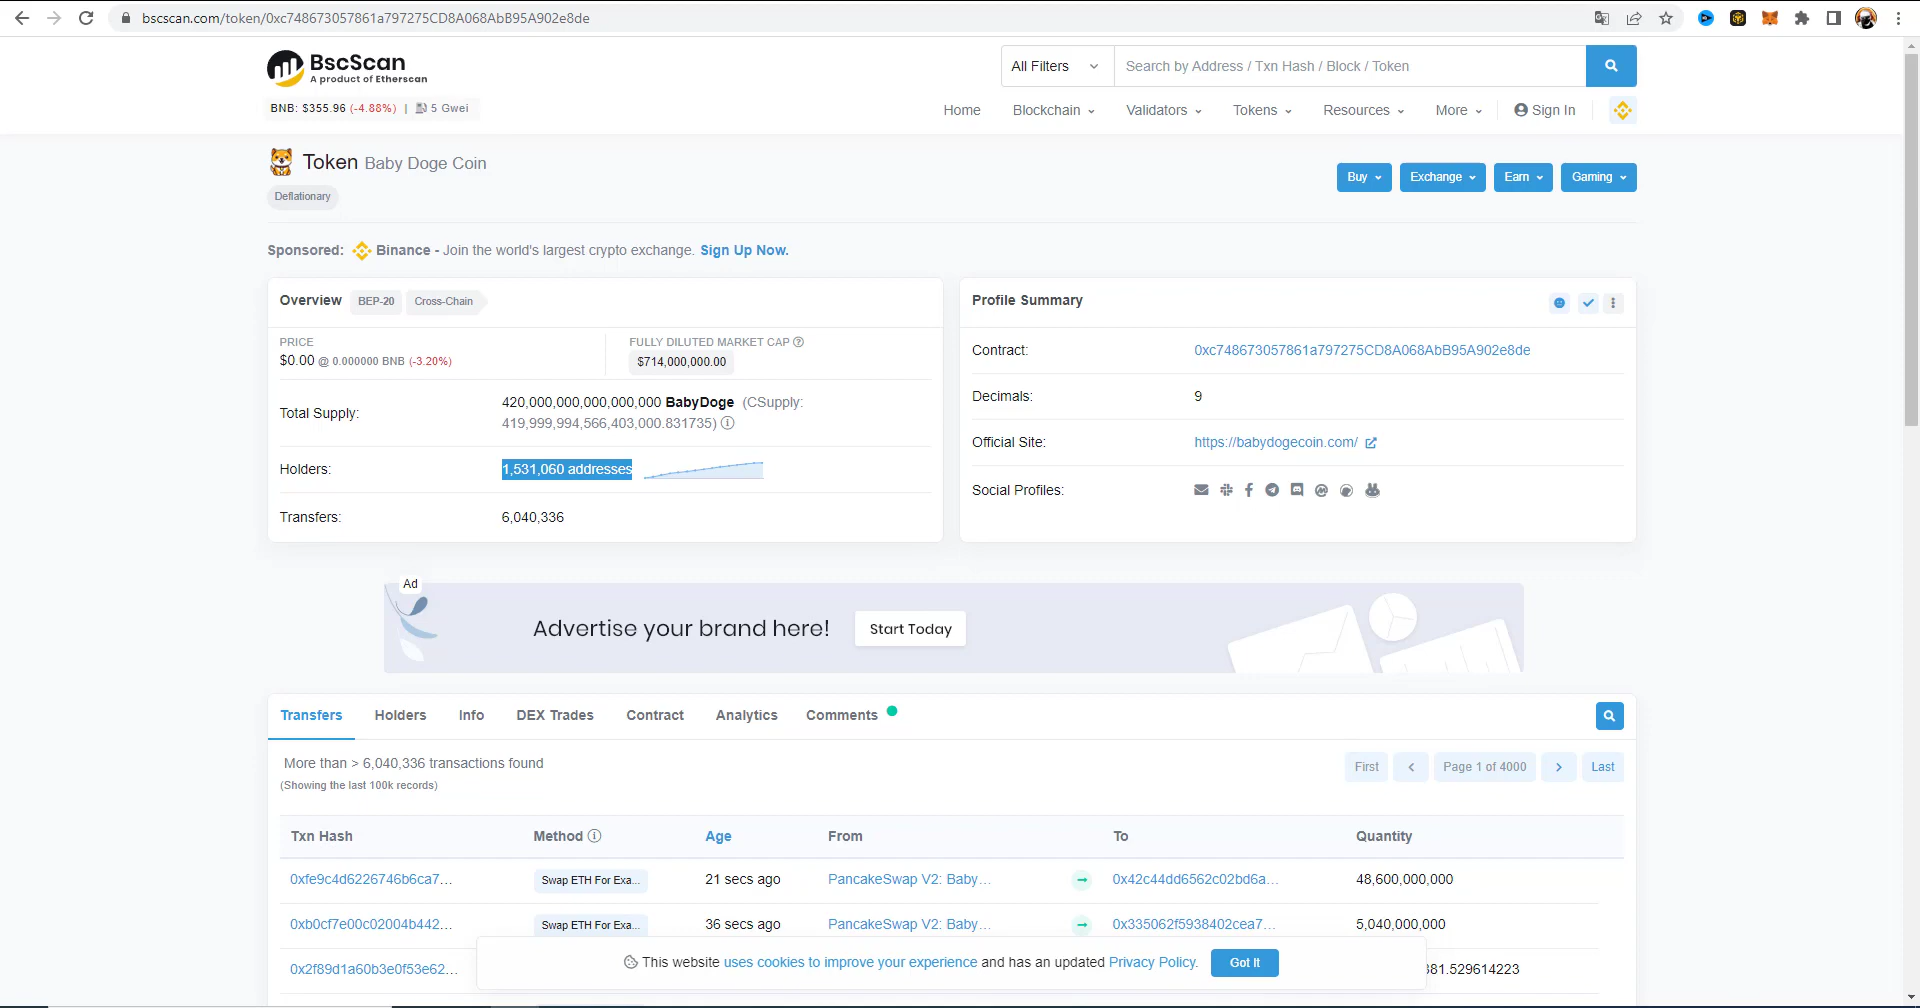 bscscan.com/token/0xc748673057861a797275CD8A068AbB95A902e8de
BscScan
A product of Etherscan
All Filters
Search by Address / Txn Hash / Block / Token
BNB: $355.96 (-4.88%) | 5 Gwei
Home Blockchain Validators Tokens Resources More Sign In
Token Baby Doge Coin
Deflationary
Buy Exchange Earn Gaming
Sponsored: Binance - Join the world's largest crypto exchange. Sign Up Now.
Overview BEP-20 Cross-Chain
PRICE
$0.00 @ 0.000000 BNB (-3.20%)
FULLY DILUTED MARKET CAP
$714,000,000.00
Total Supply:
420,000,000,000,000,000 BabyDoge (CSupply:
419,999,994,566,403,000.831735)
Holders:
1,531,060 addresses
Transfers:
6,040,336
Profile Summary
Contract:
0xc748673057861a797275CD8A068AbB95A902e8de
Decimals:
9
Official Site:
https://babydogecoin.com/
Social Profiles:
Ad
Advertise your brand here!
Start Today
Transfers Holders Info DEX Trades Contract Analytics Comments
More than > 6,040,336 transactions found
(Showing the last 100k records)
First Page 1 of 4000 Last
Txn Hash Method Age From To Quantity
0xfe9c4d6226746b6ca7... Swap ETH For Exa... 21 secs ago PancakeSwap V2: Baby... 0x42c44dd6562c02bd6a... 48,600,000,000
0xb0cf7e00c02004b442... Swap ETH For Exa... 36 secs ago PancakeSwap V2: Baby... 0x335062f5938402cea7... 5,040,000,000
0x2f89d1a60b3e0f53e62... 381.529614223
This website uses cookies to improve your experience and has an updated Privacy Policy.
Got It